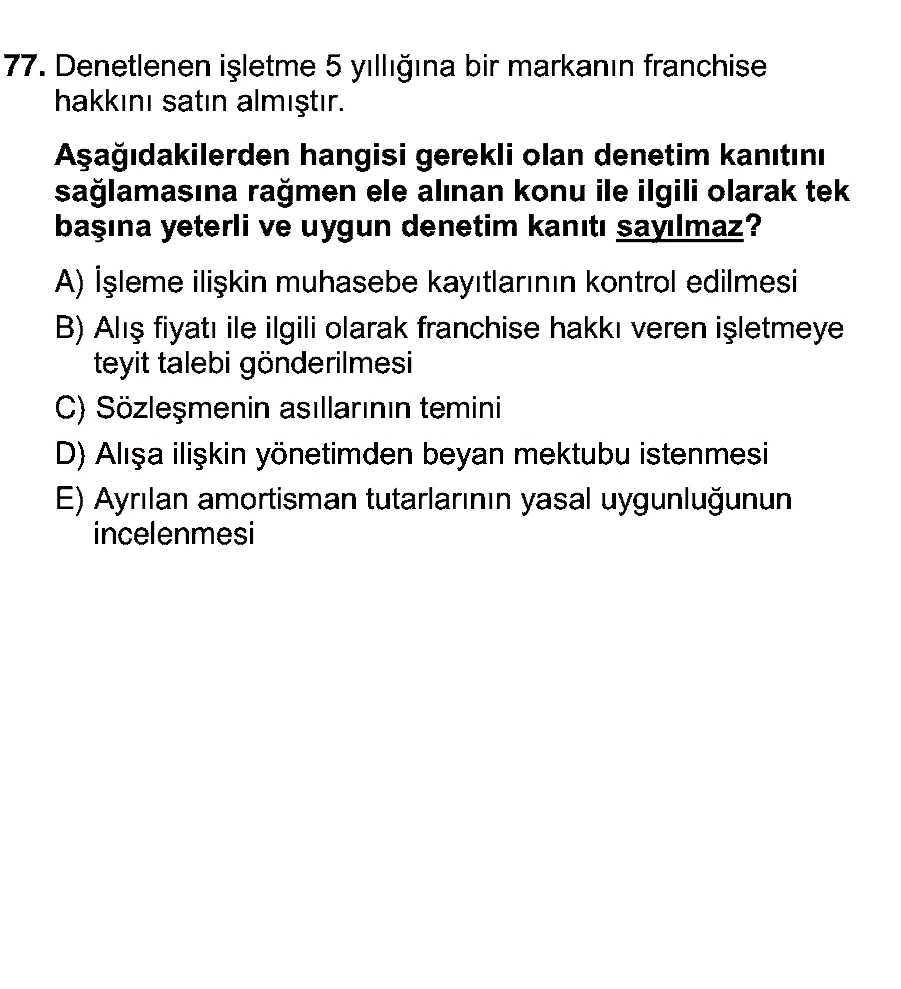 77. Denetlenen işletme 5 yıllığına bir markanın franchise
hakkını satın almıştır.
Aşağıdakilerden hangisi gerekli olan denetim kanıtını
sağlamasına rağmen ele alınan konu ile ilgili olarak tek
başına yeterli ve uygun denetim kanıtı sayılmaz?
A) İşleme ilişkin muhasebe kayıtlarının kontrol edilmesi
B) Alış fiyatı ile ilgili olarak franchise hakkı veren işletmeye
teyit talebi gönderilmesi
C) Sözleşmenin asıllarının temini
D) Alışa ilişkin yönetimden beyan mektubu istenmesi
E) Ayrılan amortisman tutarlarının yasal uygunluğunun
incelenmesi